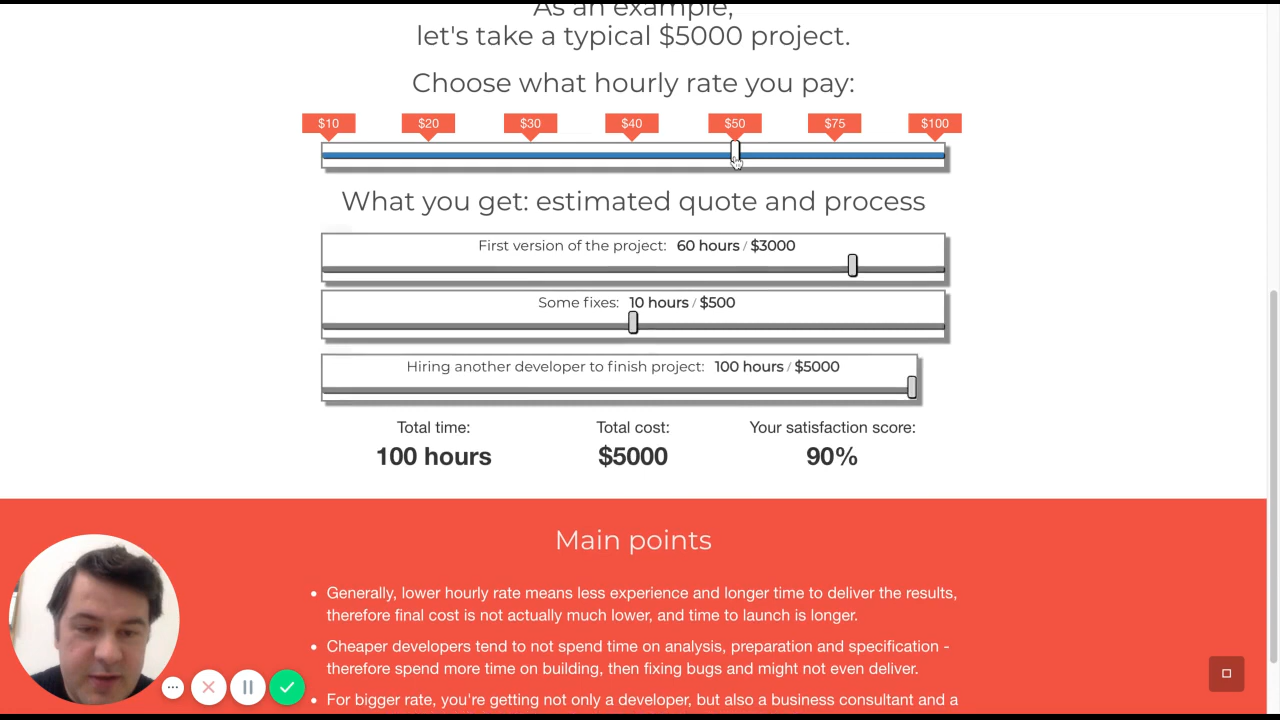 As an example,
let's take a typical $5000 project.
Choose what hourly rate you pay:
$10 $20 $30 $40 $50 $75 $100
What you get: estimated quote and process
First version of the project: 60 hours / $3000
Some fixes: 10 hours / $500
Hiring another developer to finish project: 100 hours / $5000
Total time: Total cost: Your satisfaction score:
100 hours $5000 90%
Main points
• Generally, lower hourly rate means less experience and longer time to deliver the results,
therefore final cost is not actually much lower, and time to launch is longer.
• Cheaper developers tend to not spend time on analysis, preparation and specification -
therefore spend more time on building, then fixing bugs and might not even deliver.
• For bigger rate, you're getting not only a developer, but also a business consultant and a